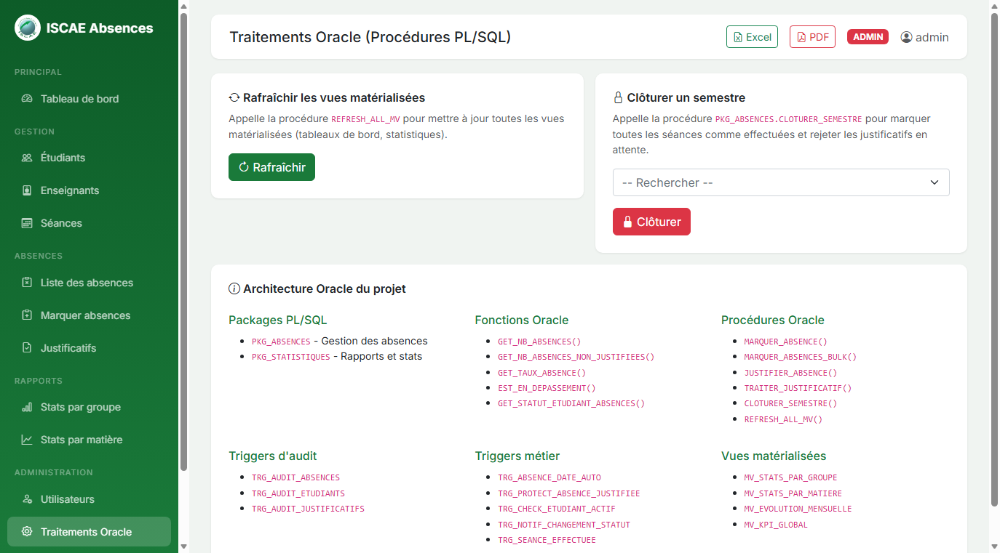 ISCAE Absences
PRINCIPAL
Tableau de bord
GESTION
Étudiants
Enseignants
Séances
ABSENCES
Liste des absences
Marquer absences
Justificatifs
RAPPORTS
Stats par groupe
Stats par matière
ADMINISTRATION
Utilisateurs
Traitements Oracle
Traitements Oracle (Procédures PL/SQL)
Excel
PDF
ADMIN
admin
Rafraîchir les vues matérialisées
Appelle la procédure REFRESH_ALL_MV pour mettre à jour toutes les vues
matérialisées (tableaux de bord, statistiques).
Rafraîchir
Clôturer un semestre
Appelle la procédure PKG_ABSENCES.CLOTURER_SEMESTRE pour marquer
toutes les séances comme effectuées et rejeter les justificatifs en
attente.
-- Rechercher --
Clôturer
Architecture Oracle du projet
Packages PL/SQL
PKG_ABSENCES - Gestion des absences
PKG_STATISTIQUES - Rapports et stats
Fonctions Oracle
GET_NB_ABSENCES()
GET_NB_ABSENCES_NON_JUSTIFIEES()
GET_TAUX_ABSENCE()
EST_EN_DEPASSEMENT()
GET_STATUT_ETUDIANT_ABSENCES()
Procédures Oracle
MARQUER_ABSENCE()
MARQUER_ABSENCES_BULK()
JUSTIFIER_ABSENCE()
TRAITER_JUSTIFICATIF()
CLOTURER_SEMESTRE()
REFRESH_ALL_MV()
Triggers d'audit
TRG_AUDIT_ABSENCES
TRG_AUDIT_ETUDIANTS
TRG_AUDIT_JUSTIFICATIFS
Triggers métier
TRG_ABSENCE_DATE_AUTO
TRG_PROTECT_ABSENCE_JUSTIFIEE
TRG_CHECK_ETUDIANT_ACTIF
TRG_NOTIF_CHANGEMENT_STATUT
TRG_SEANCE_EFFECTUEE
Vues matérialisées
MV_STATS_PAR_GROUPE
MV_STATS_PAR_MATIERE
MV_EVOLUTION_MENSUELLE
MV_KPI_GLOBAL